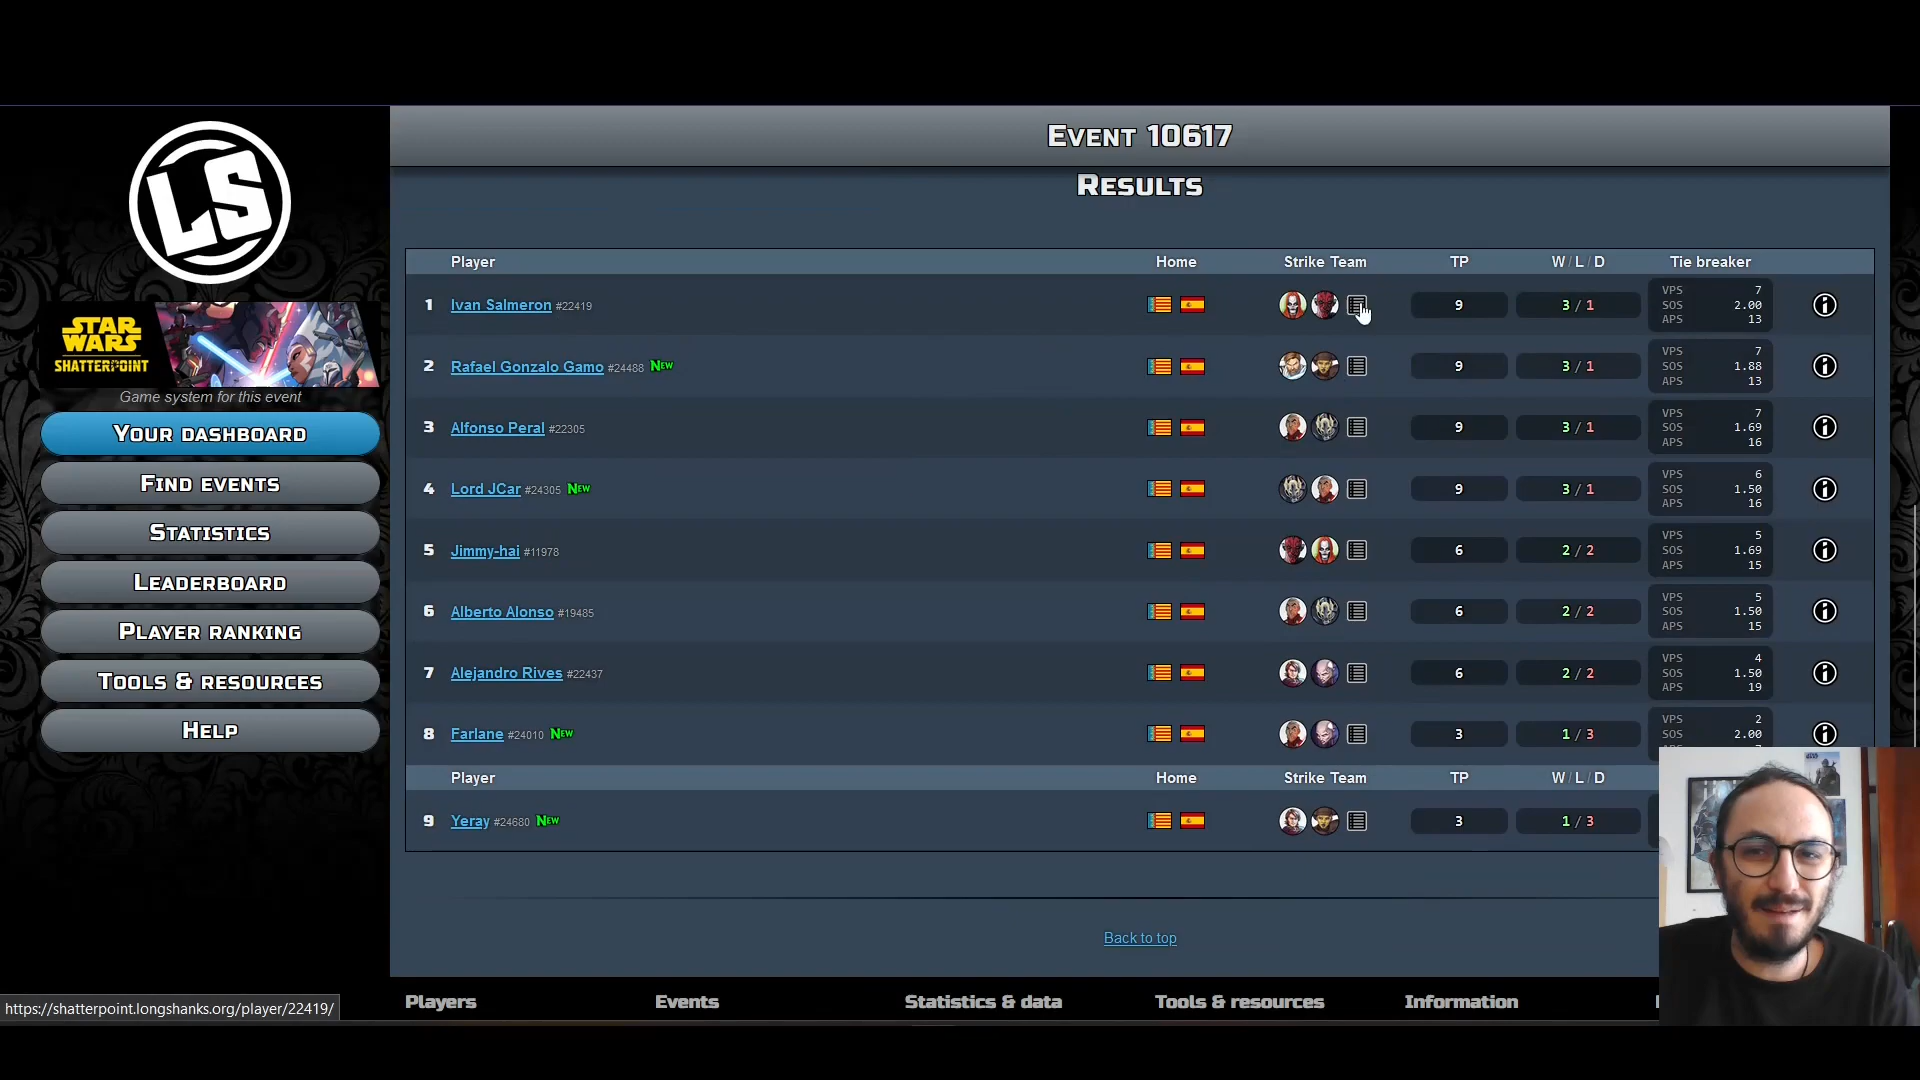 EVENT 10617
RESULTS
LS
STAR WARS
SHATTERPOINT
Game system for this event
YOUR DASHBOARD
FIND EVENTS
STATISTICS
LEADERBOARD
PLAYER RANKING
TOOLS & RESOURCES
HELP
Player Home Strike Team TP W / L / D Tie breaker
1 Ivan Salmeron #22419 9 3 / 1
VPS 7
SOS 2.00
APS 13
2 Rafael Gonzalo Gamo #24488 NEW 9 3 / 1
VPS 7
SOS 1.88
APS 13
3 Alfonso Peral #22305 9 3 / 1
VPS 7
SOS 1.69
APS 16
4 Lord JCar #24305 NEW 9 3 / 1
VPS 6
SOS 1.50
APS 16
5 Jimmy-hai #11978 6 2 / 2
VPS 5
SOS 1.69
APS 15
6 Alberto Alonso #19485 6 2 / 2
VPS 5
SOS 1.50
APS 15
7 Alejandro Rives #22437 6 2 / 2
VPS 4
SOS 1.50
APS 19
8 Farlane #24010 NEW 3 1 / 3
VPS 2
SOS 2.00
Player Home Strike Team TP W / L / D
9 Yeray #24680 NEW 3 1 / 3
Back to top
Players Events Statistics & data Tools & resources Information
https://shatterpoint.longshanks.org/player/22419/